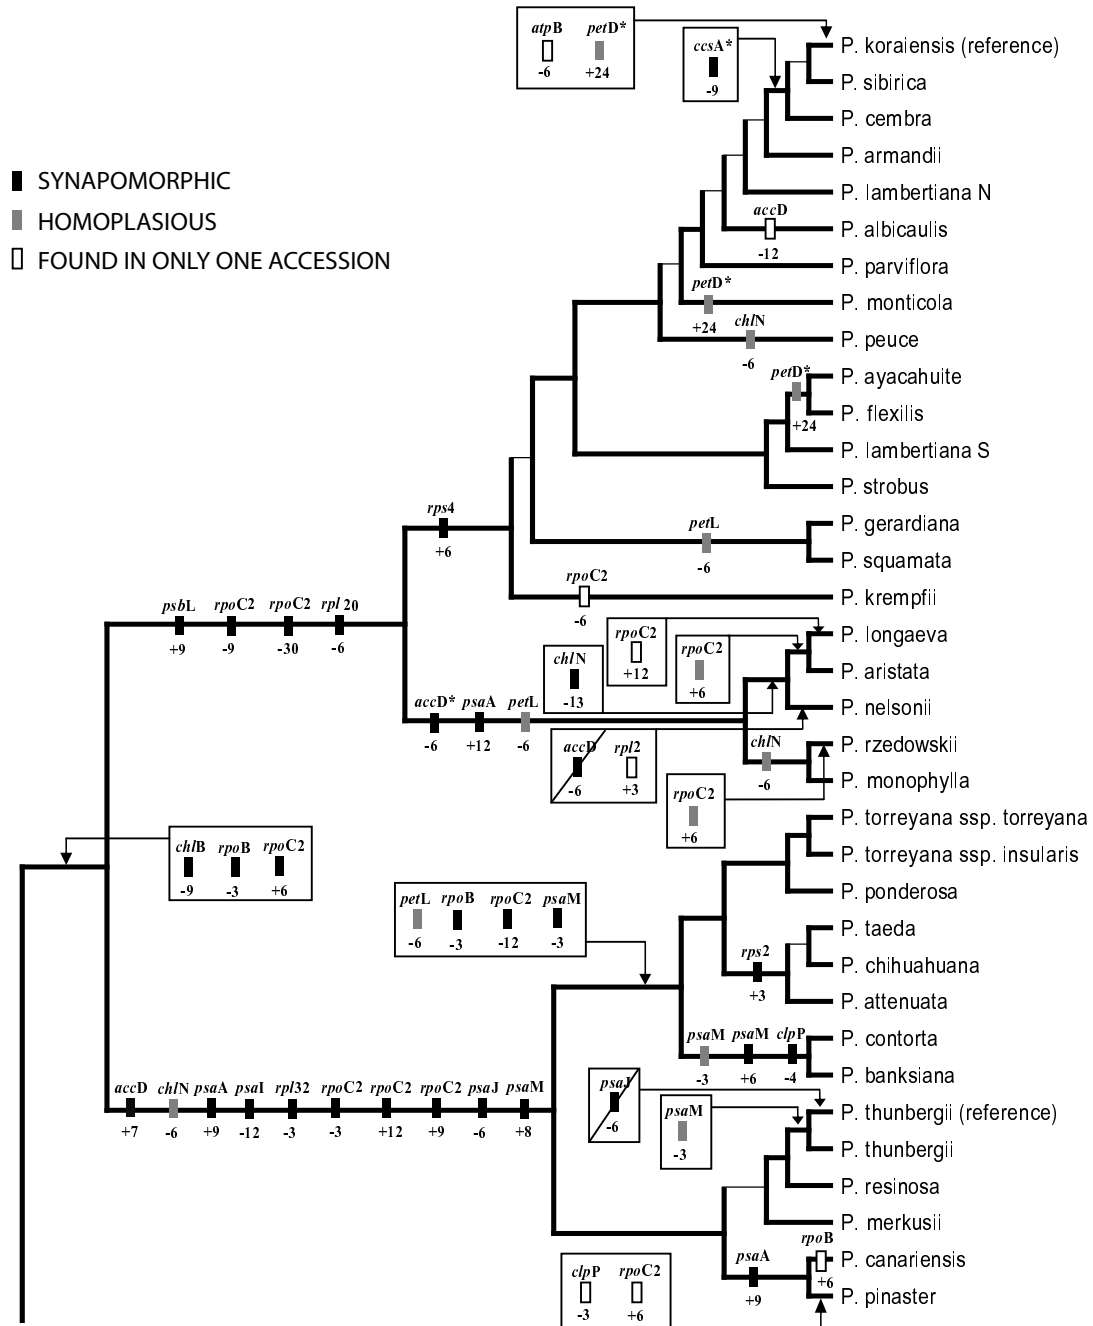 atpB petD*
-6 +24
ccsA*
-9
P. koraiensis (reference)
P. sibirica
P. cembra
P. armandii
P. lambertiana N
accD
-12
P. albicaulis
P. parviflora
petD*
+24
P. monticola
chlN
-6
P. peuce
petD*
+24
P. ayacahuite
P. flexilis
P. lambertiana S
P. strobus
SYNAPOMORPHIC
HOMOPLASIOUS
FOUND IN ONLY ONE ACCESSION
rps4
+6
petL
-6
P. gerardiana
P. squamata
rpoC2
-6
P. krempfii
psbL rpoC2 rpoC2 rpl 20
+9 -9 -30 -6
rpoC2
+12
rpoC2
+6
chlN
-13
P. longaeva
P. aristata
P. nelsonii
accD* psaA petL
-6 +12 -6
accD rpl2
-6 +3
chlN
-6
rpoC2
+6
P. rzedowskii
P. monophylla
P. torreyana ssp. torreyana
P. torreyana ssp. insularis
P. ponderosa
chlB rpoB rpoC2
-9 -3 +6
petL rpoB rpoC2 psaM
-6 -3 -12 -3
P. taeda
P. chihuahuana
rps2
+3
P. attenuata
psaM psaM clpP
-3 +6 -4
P. contorta
P. banksiana
accD chlN psaA psaI rpl32 rpoC2 rpoC2 rpoC2 psaJ psaM
+7 -6 +9 -12 -3 -3 +12 +9 -6 +8
psaJ
-6
psaM
-3
P. thunbergii (reference)
P. thunbergii
P. resinosa
P. merkusii
rpoB
+6
P. canariensis
psaA
+9
P. pinaster
clpP rpoC2
-3 +6